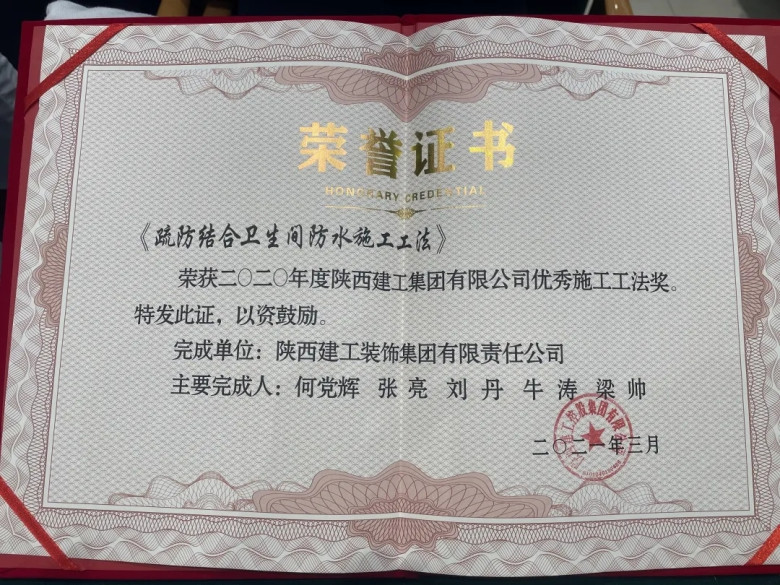 荣誉证书
HONORARY CREDENTIAL
《疏防结合卫生间防水施工工法》
荣获二〇二〇年度陕西建工集团有限公司优秀施工工法奖。
特发此证，以资鼓励。
完成单位：陕西建工装饰集团有限责任公司
主要完成人：何党辉 张亮 刘丹 牛涛 梁帅
二〇二一年三月